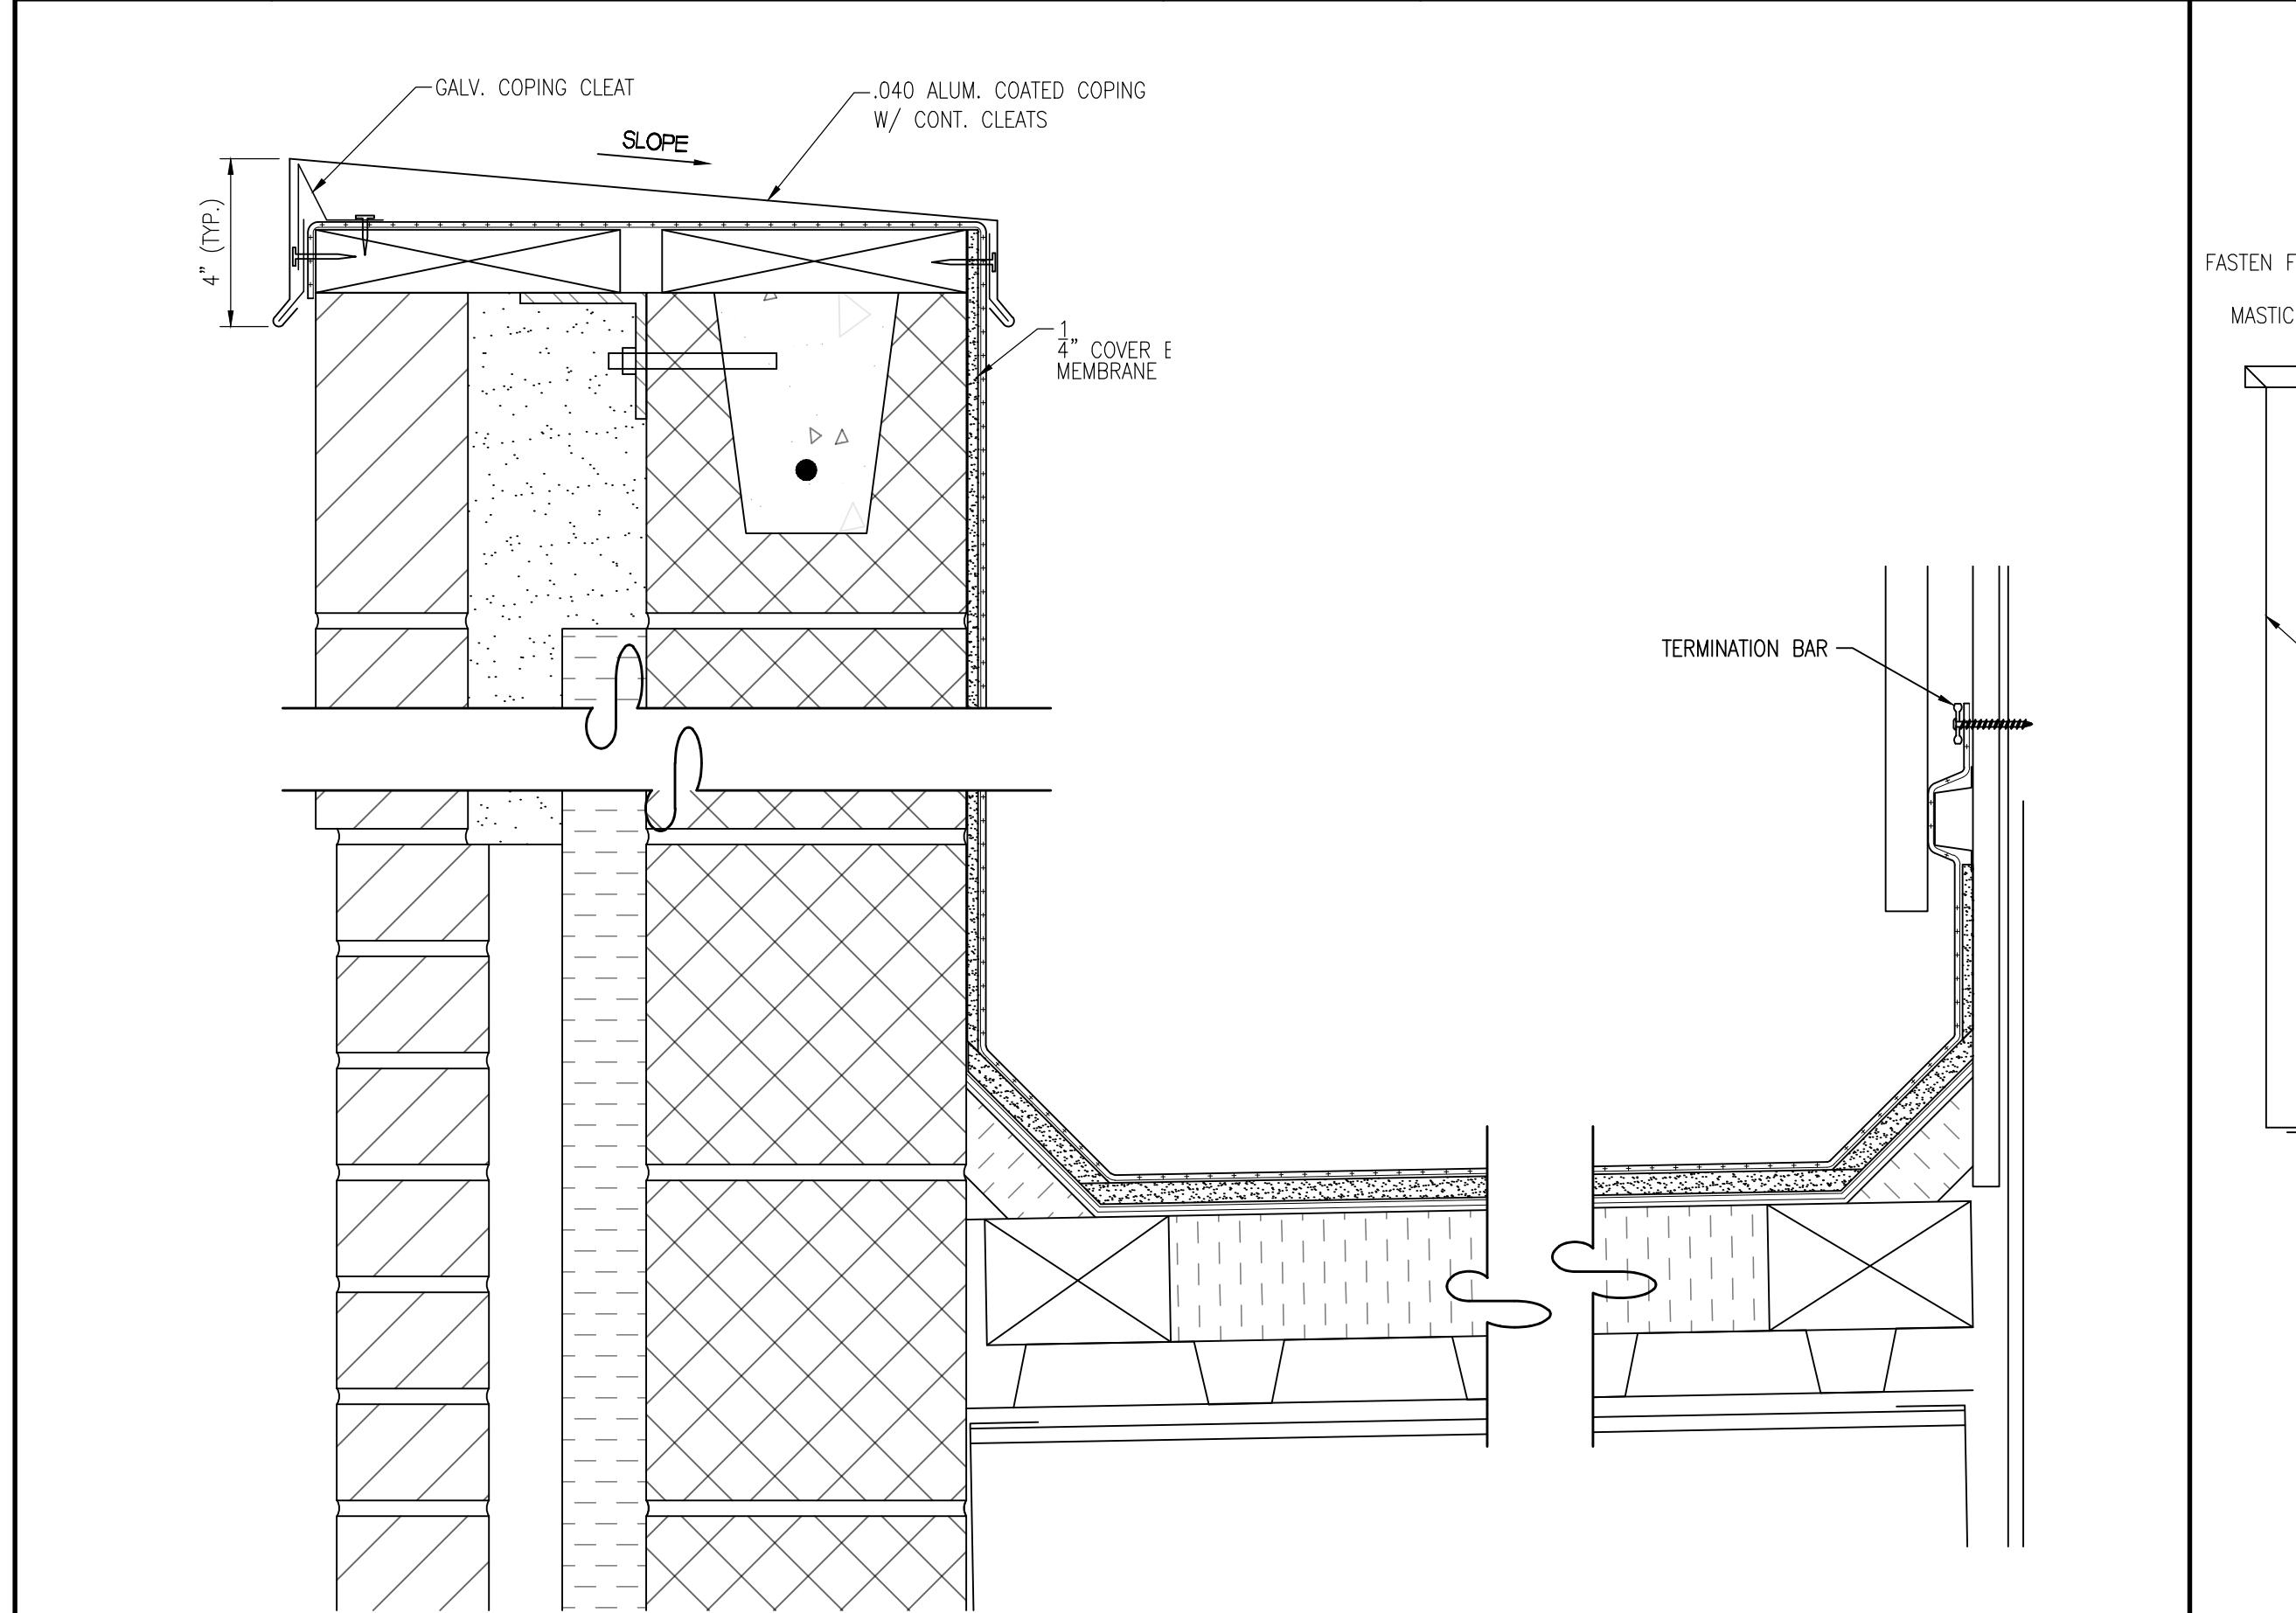 GALV. COPING CLEAT
.040 ALUM. COATED COPING
W/ CONT. CLEATS
SLOPE
4" (TYP.)
1/4" COVER
MEMBRANE
TERMINATION BAR
FASTEN
MASTIC